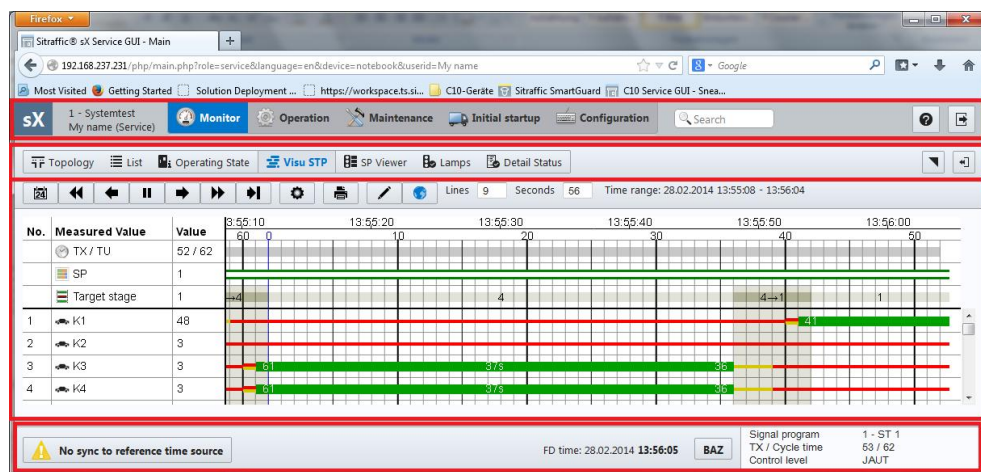 Firefox
Sitraffic® sX Service GUI - Main
192.168.237.231/php/main.php?role=service&language=en&device=notebook&userid=My name
Google
Most Visited Getting Started Solution Deployment ... https://workspace.ts.si... C10-Geräte Sitraffic SmartGuard C10 Service GUI - Snea...
sX 1 - Systemtest Monitor Operation Maintenance Initial startup Configuration Search
My name (Service)
Topology List Operating State Visu STP SP Viewer Lamps Detail Status
24 Lines 9 Seconds 56 Time range: 28.02.2014 13:55:08 - 13:56:04
3:55:10 13:55:20 13:55:30 13:55:40 13:55:50 13:56:00
No. Measured Value Value 60 0 10 20 30 40 50
TX / TU 52 / 62
SP 1
Target stage 1 →4 4 4→1 1
1 K1 48 41
2 K2 3
3 K3 3 61 37s 36
4 K4 3 61 37s 36
No sync to reference time source FD time: 28.02.2014 13:56:05 BAZ
Signal program 1 - ST 1
TX / Cycle time 53 / 62
Control level JAUT